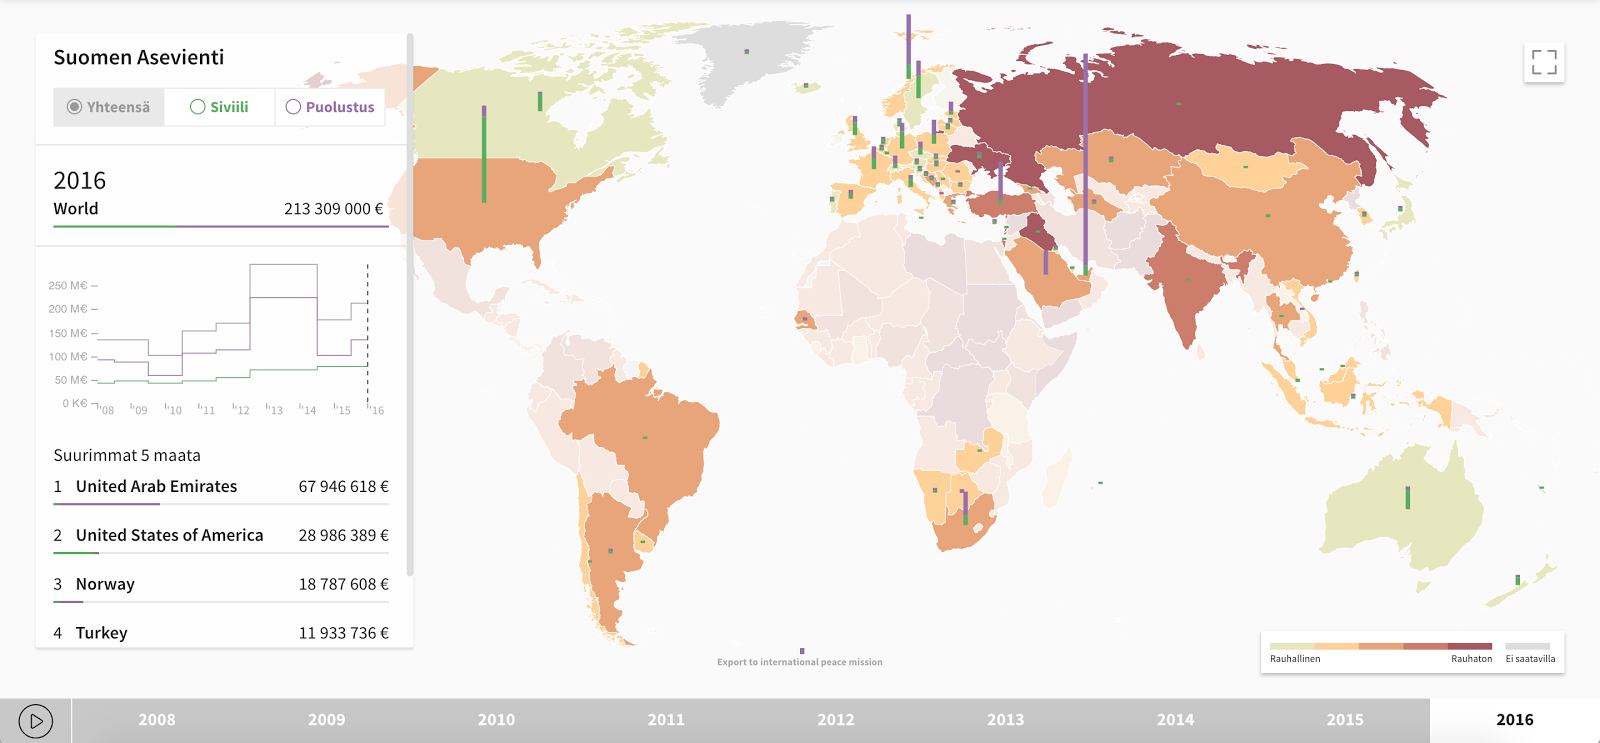 Suomen Asevienti
Yhteensä Siviili Puolustus
2016
World 213 309 000 €
250 M€
200 M€
150 M€
100 M€
50 M€
0 K€
'08 '09 '10 '11 '12 '13 '14 '15 '16
Suurimmat 5 maata
1 United Arab Emirates 67 946 618 €
2 United States of America 28 986 389 €
3 Norway 18 787 608 €
4 Turkey 11 933 736 €
Export to international peace mission
Rauhallinen Rauhaton Ei saatavilla
2008 2009 2010 2011 2012 2013 2014 2015 2016